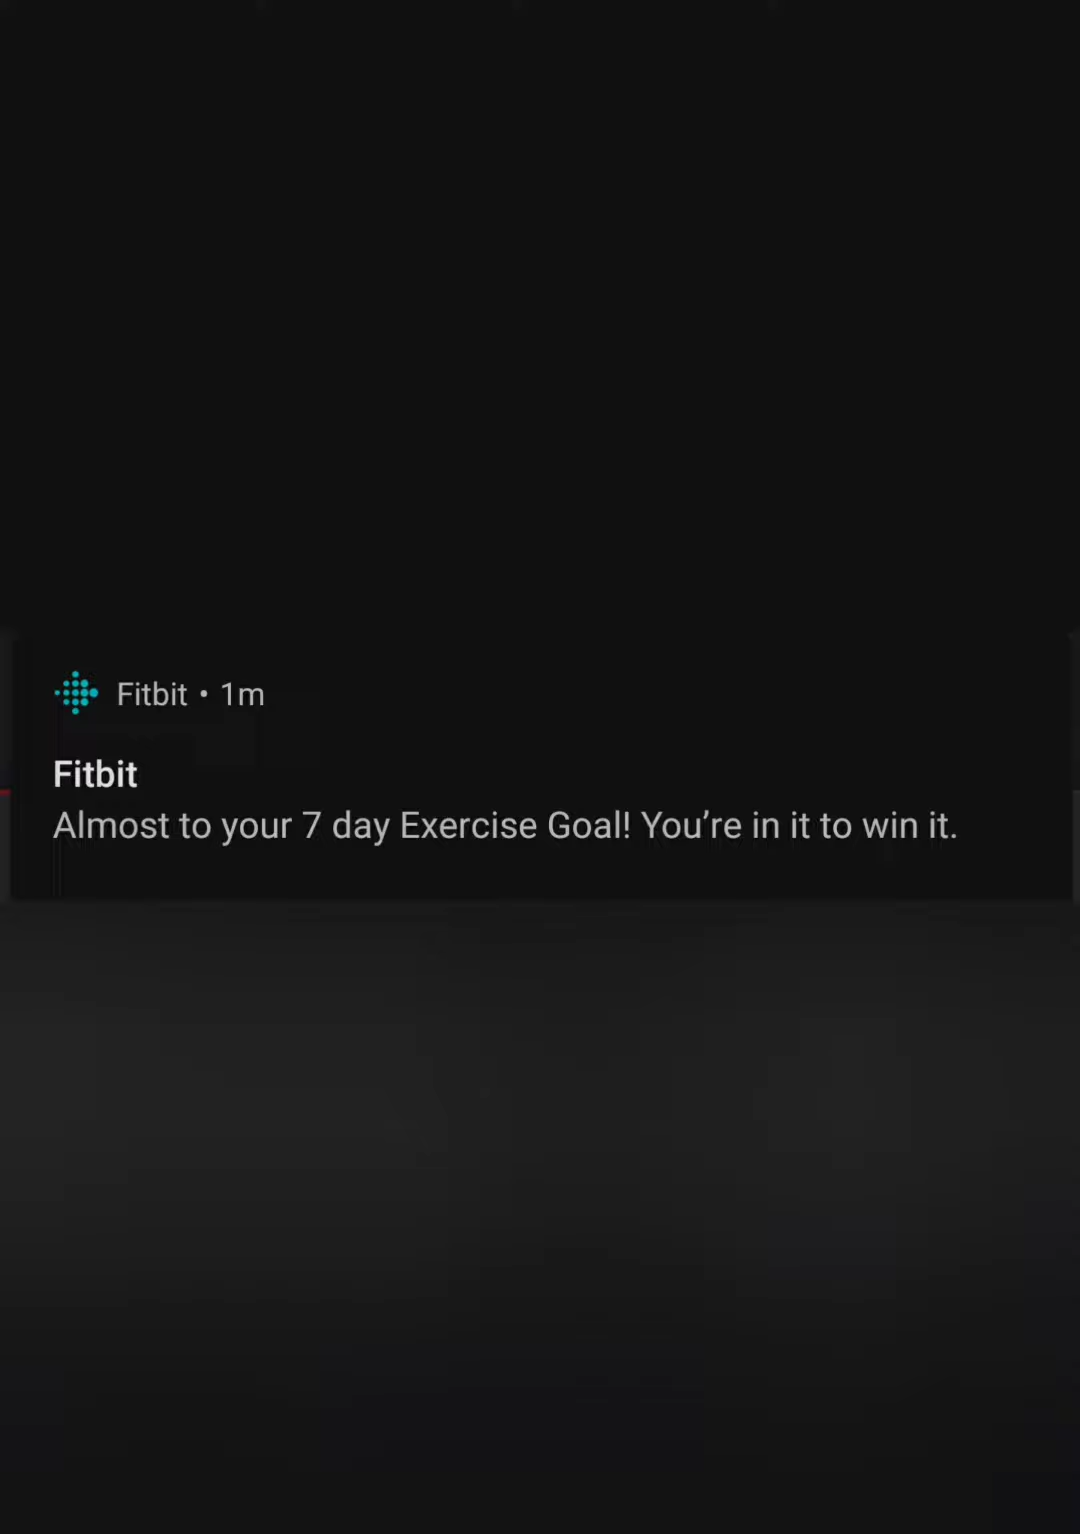 Fitbit • 1m
Fitbit
Almost to your 7 day Exercise Goal! You’re in it to win it.